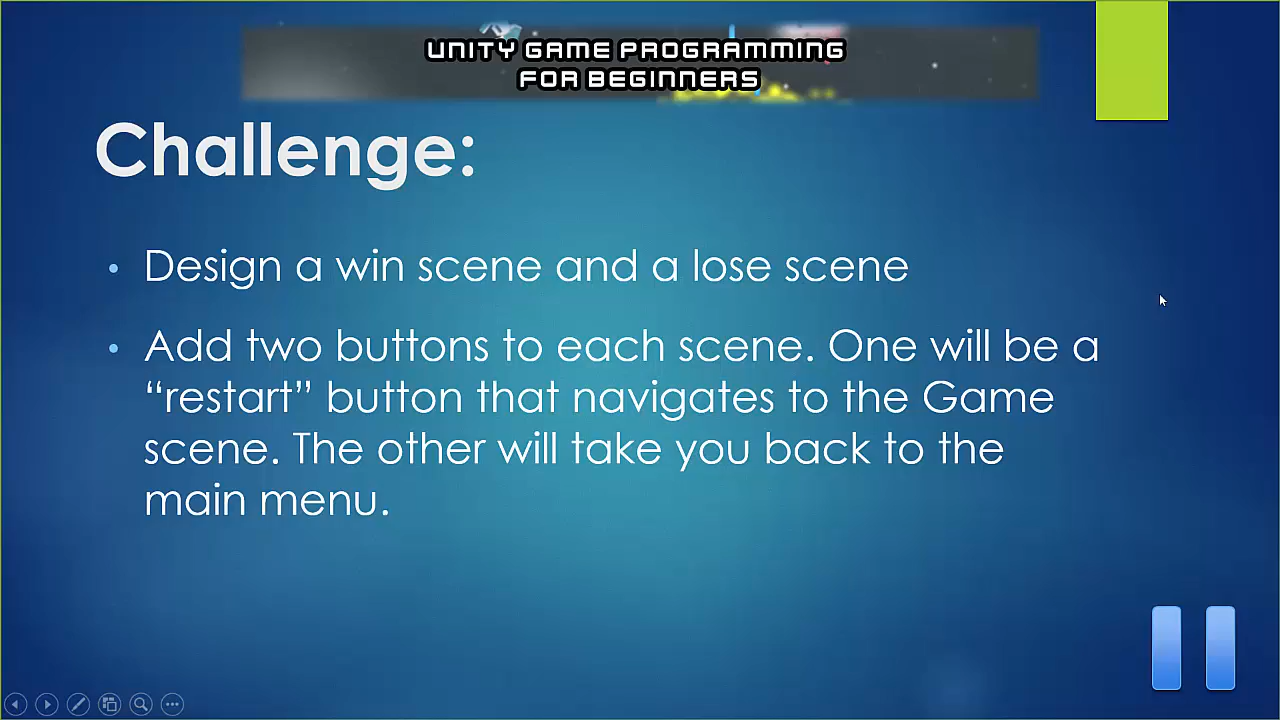 UNITY GAME PROGRAMMING
FOR BEGINNERS
Challenge:
• Design a win scene and a lose scene
• Add two buttons to each scene. One will be a
“restart” button that navigates to the Game
scene. The other will take you back to the
main menu.